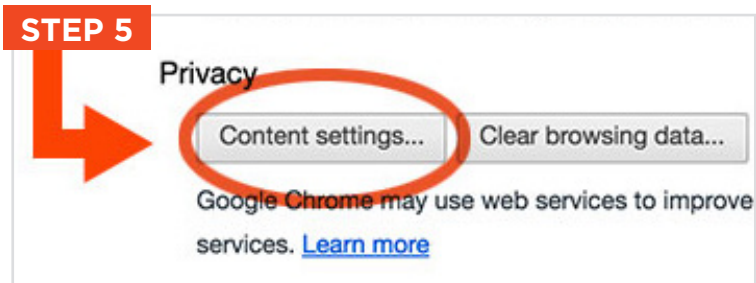 STEP 5
Privacy
Content settings... Clear browsing data...
Google Chrome may use web services to improve
services. Learn more